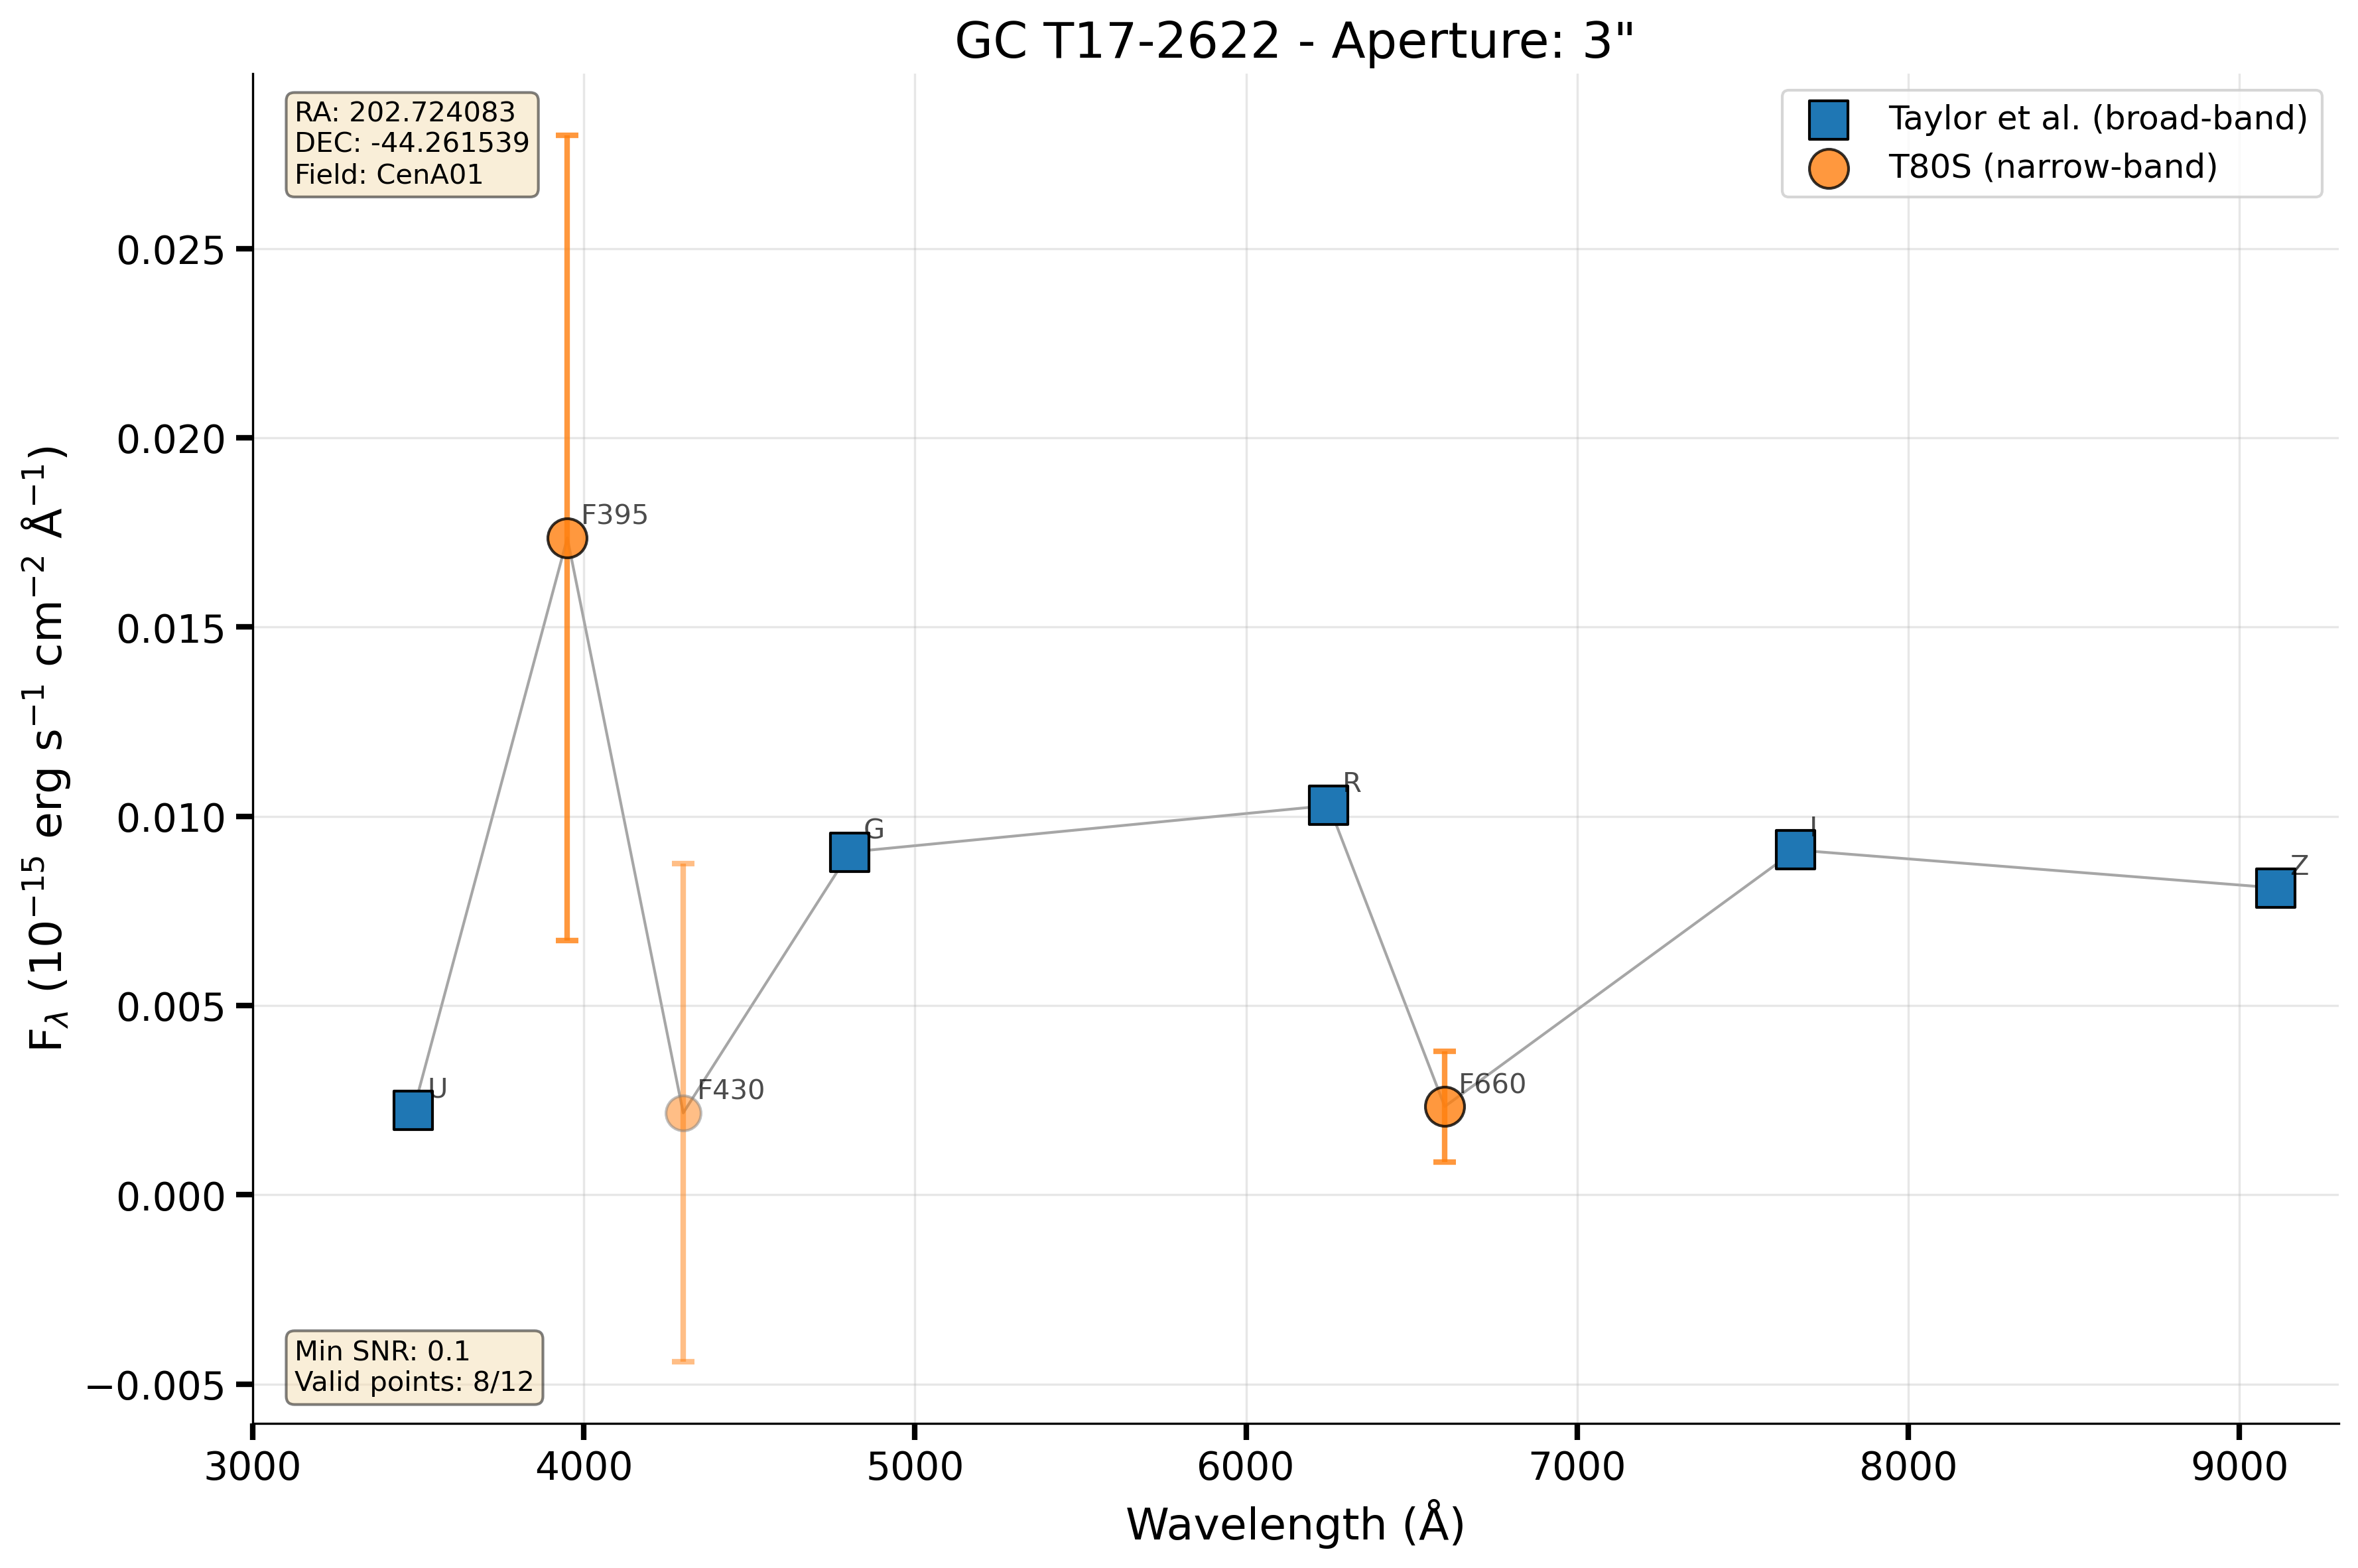 GC T17-2622 - Aperture: 3"
RA: 202.724083
DEC: -44.261539
Field: CenA01
Taylor et al. (broad-band)
T80S (narrow-band)
0.025
0.020
0.015
0.010
0.005
0.000
−0.005
F395
G
R
I
Z
U
F430
F660
Min SNR: 0.1
Valid points: 8/12
3000
4000
5000
6000
7000
8000
9000
Wavelength (Å)
Fλ (10⁻¹⁵ erg s⁻¹ cm⁻² Å⁻¹)